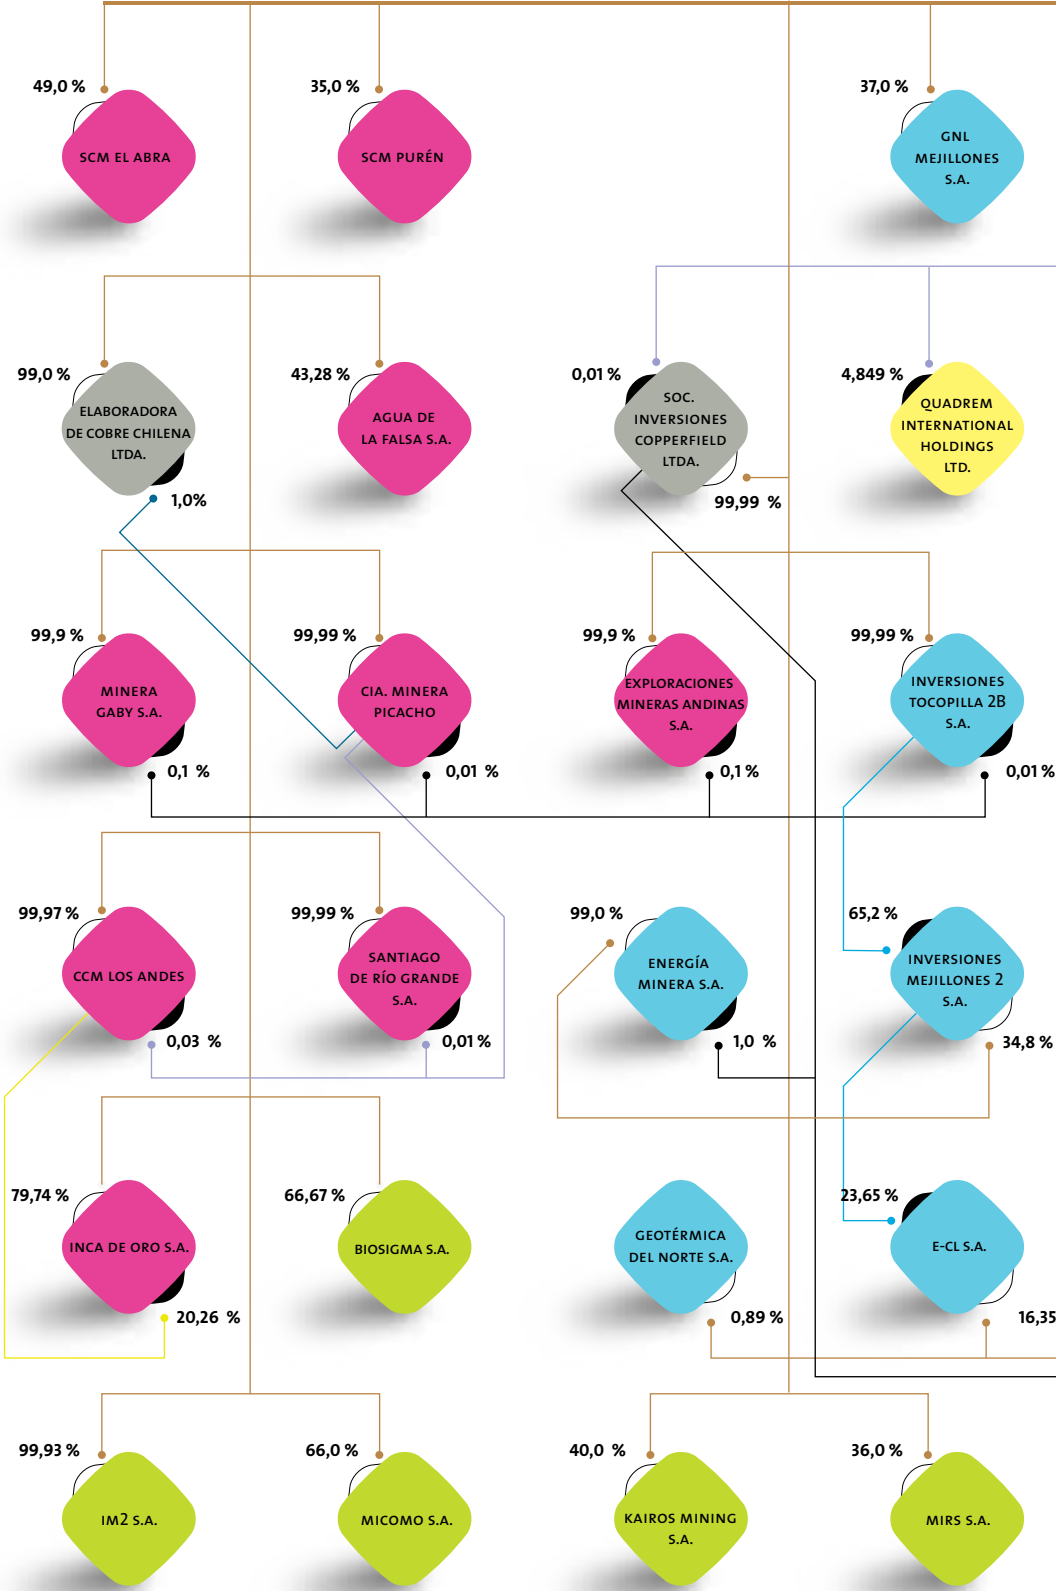 49,0 %
SCM EL ABRA
35,0 %
SCM PURÉN
37,0 %
GNL
MEJILLONES
S.A.
99,0 %
ELABORADORA
DE COBRE CHILENA
LTDA.
1,0%
43,28 %
AGUA DE
LA FALSA S.A.
0,01 %
SOC.
INVERSIONES
COPPERFIELD
LTDA.
99,99 %
4,849 %
QUADREM
INTERNATIONAL
HOLDINGS
LTD.
99,9 %
MINERA
GABY S.A.
0,1 %
99,99 %
CIA. MINERA
PICACHO
0,01 %
99,9 %
EXPLORACIONES
MINERAS ANDINAS
S.A.
0,1 %
99,99 %
INVERSIONES
TOCOPILLA 2B
S.A.
0,01 %
99,97 %
CCM LOS ANDES
0,03 %
99,99 %
SANTIAGO
DE RÍO GRANDE
S.A.
0,01 %
99,0 %
ENERGÍA
MINERA S.A.
1,0 %
65,2 %
INVERSIONES
MEJILLONES 2
S.A.
34,8 %
79,74 %
INCA DE ORO S.A.
20,26 %
66,67 %
BIOSIGMA S.A.
GEOTÉRMICA
DEL NORTE S.A.
0,89 %
23,65 %
E-CL S.A.
16,35
99,93 %
IM2 S.A.
66,0 %
MICOMO S.A.
40,0 %
KAIROS MINING
S.A.
36,0 %
MIRS S.A.